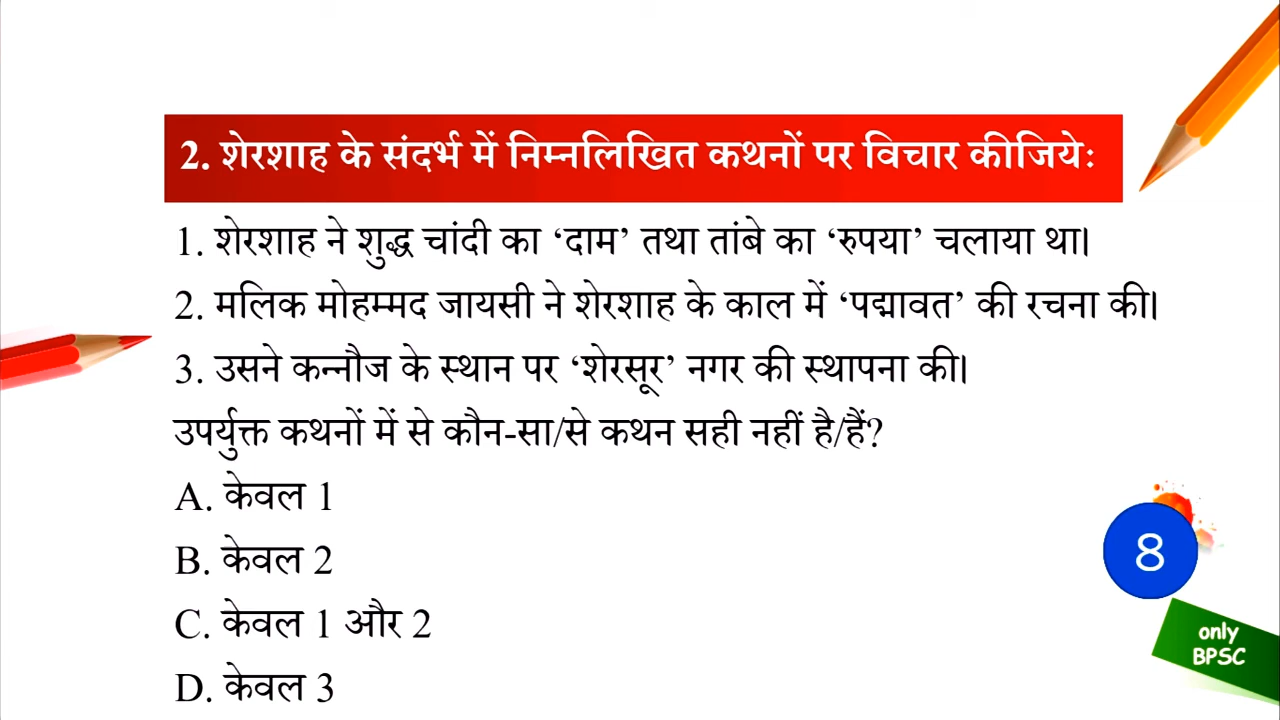 2. शेरशाह के संदर्भ में निम्नलिखित कथनों पर विचार कीजिये:
1. शेरशाह ने शुद्ध चांदी का ‘दाम’ तथा तांबे का ‘रुपया’ चलाया था।
2. मलिक मोहम्मद जायसी ने शेरशाह के काल में ‘पद्मावत’ की रचना की।
3. उसने कन्नौज के स्थान पर ‘शेरसूर’ नगर की स्थापना की।
उपर्युक्त कथनों में से कौन-सा/से कथन सही नहीं है/हैं?
A. केवल 1
B. केवल 2
C. केवल 1 और 2
D. केवल 3
8
only
BPSC